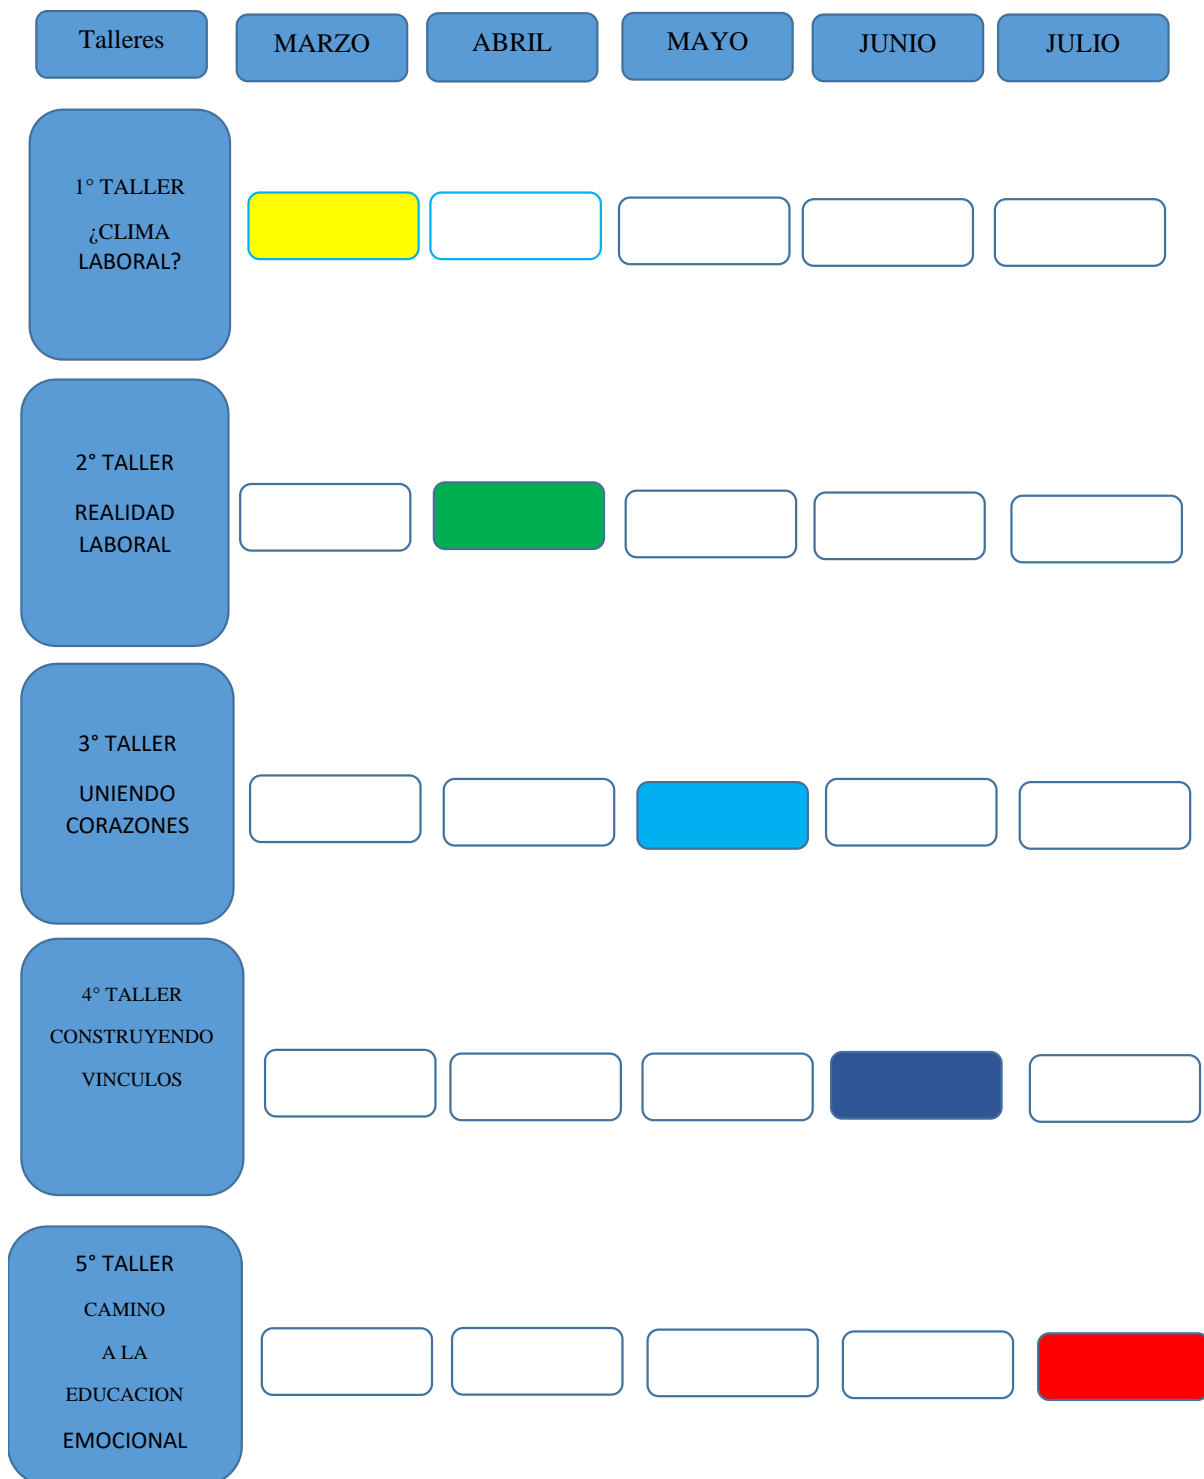 Talleres
MARZO
ABRIL
MAYO
JUNIO
JULIO
1° TALLER
¿CLIMA
LABORAL?
2° TALLER
REALIDAD
LABORAL
3° TALLER
UNIENDO
CORAZONES
4° TALLER
CONSTRUYENDO
VINCULOS
5° TALLER
CAMINO
A LA
EDUCACION
EMOCIONAL